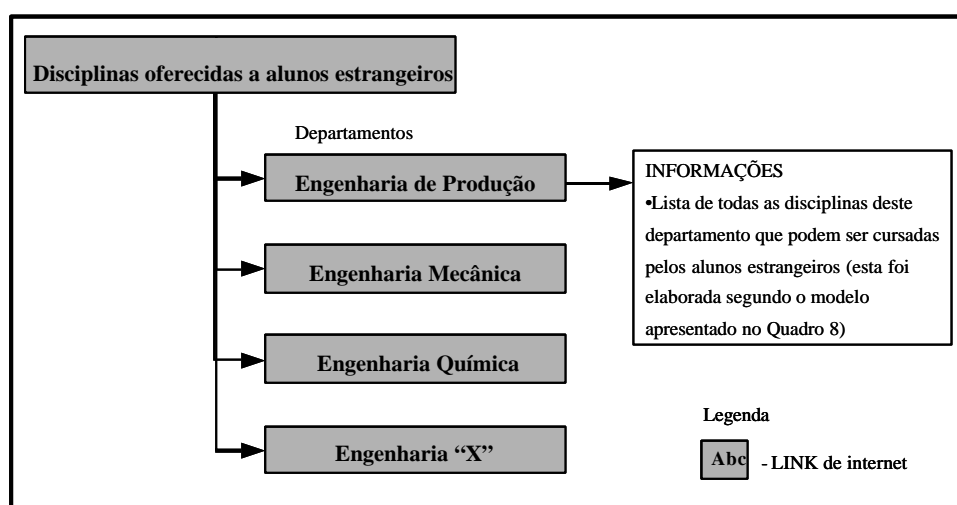 Disciplinas oferecidas a alunos estrangeiros
Departamentos
Engenharia de Produção
INFORMAÇÕES
•Lista de todas as disciplinas deste
departamento que podem ser cursadas
pelos alunos estrangeiros (esta foi
elaborada segundo o modelo
apresentado no Quadro 8)
Engenharia Mecânica
Engenharia Química
Engenharia “X”
Legenda
Abc - LINK de internet